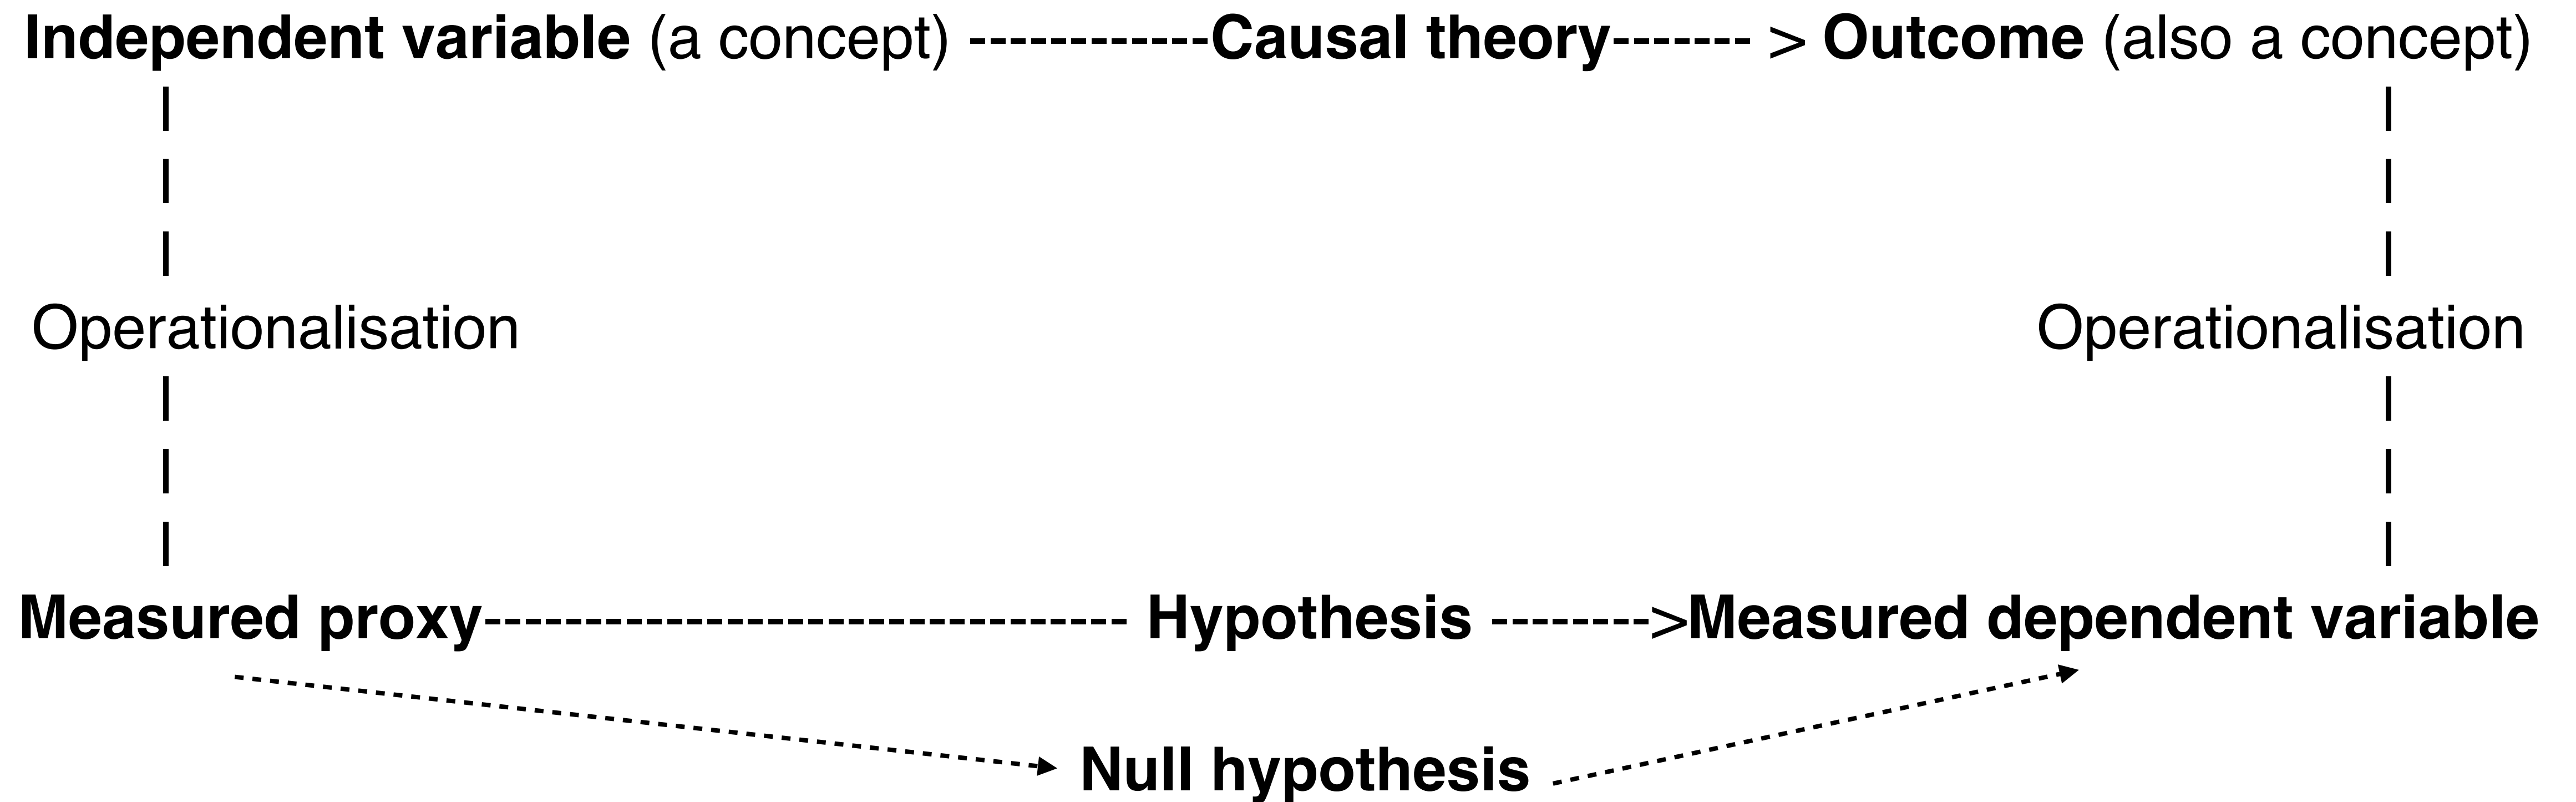 Independent variable (a concept) ------------Causal theory------- > Outcome (also a concept)
Operationalisation Operationalisation
Measured proxy-------------------------------- Hypothesis -------->Measured dependent variable
Null hypothesis